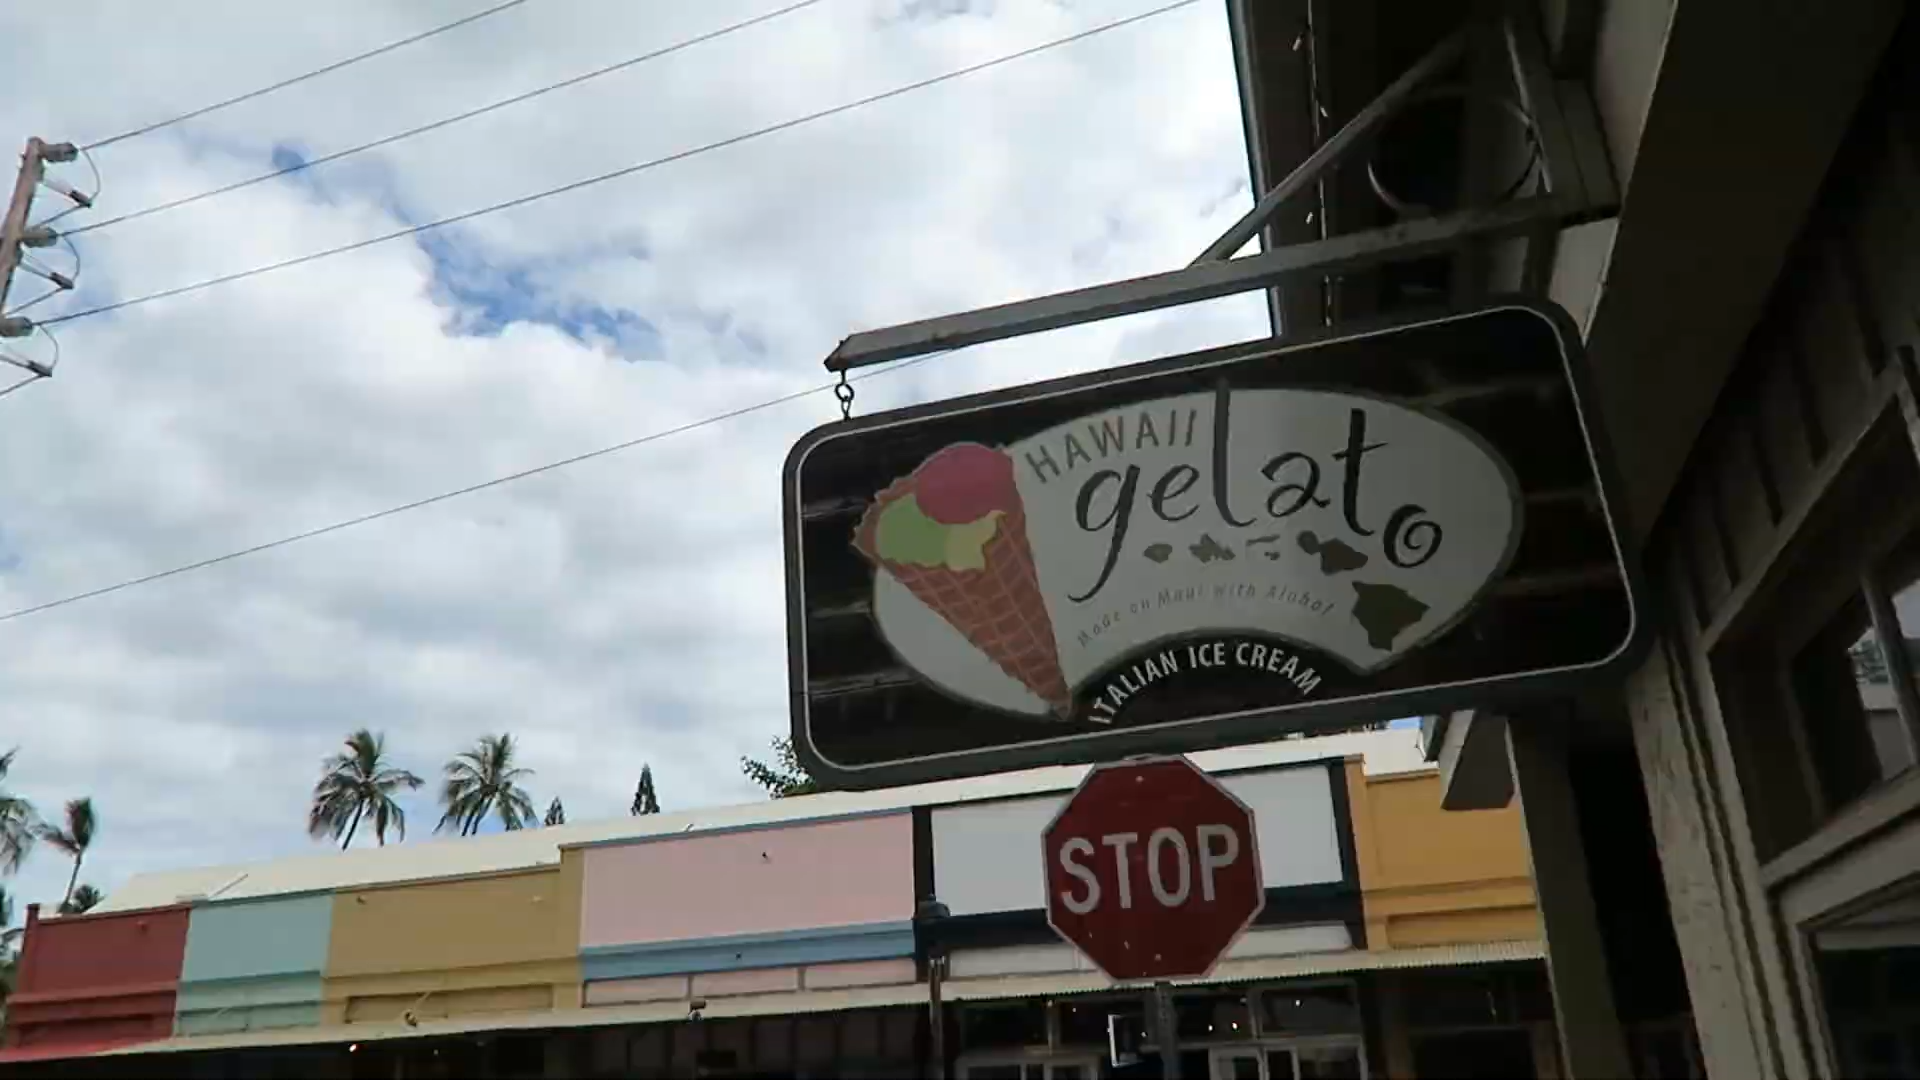 HAWAII
gelato
Made on Maui with Aloha!
ITALIAN ICE CREAM
STOP